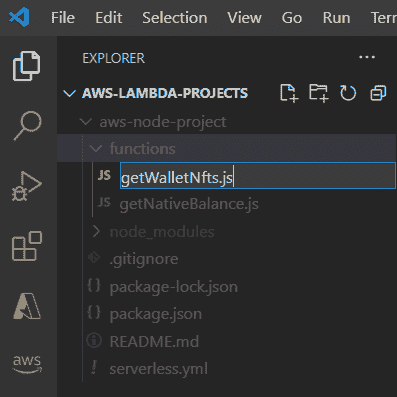 File Edit Selection View Go Run Terr
EXPLORER
AWS-LAMBDA-PROJECTS
aws-node-project
functions
JS getWalletNfts.js
JS getNativeBalance.js
node_modules
.gitignore
{} package-lock.json
{} package.json
README.md
! serverless.yml
aws